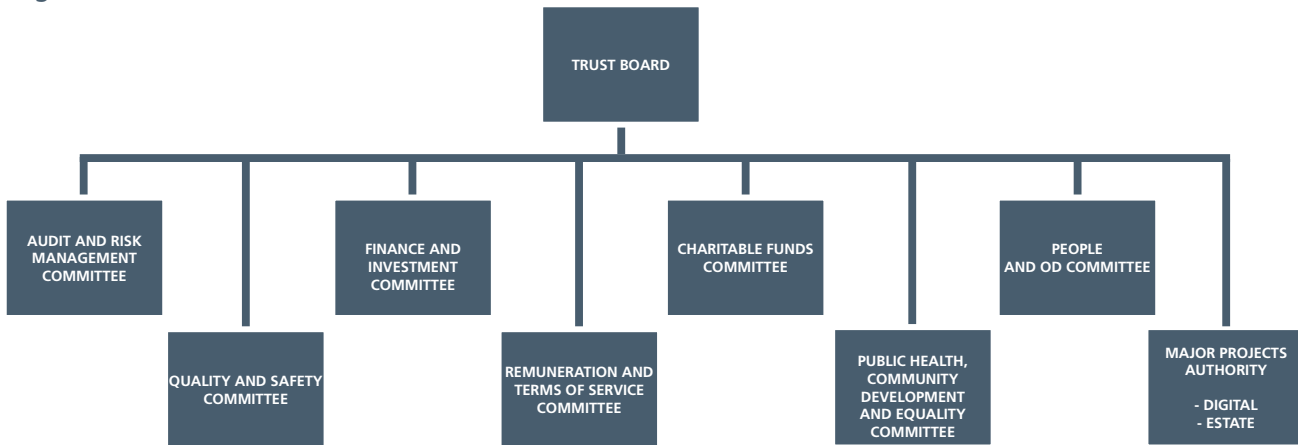 TRUST BOARD
AUDIT AND RISK
MANAGEMENT
COMMITTEE
FINANCE AND
INVESTMENT
COMMITTEE
CHARITABLE FUNDS
COMMITTEE
PEOPLE
AND OD COMMITTEE
QUALITY AND SAFETY
COMMITTEE
REMUNERATION AND
TERMS OF SERVICE
COMMITTEE
PUBLIC HEALTH,
COMMUNITY
DEVELOPMENT
AND EQUALITY
COMMITTEE
MAJOR PROJECTS
AUTHORITY
- DIGITAL
- ESTATE